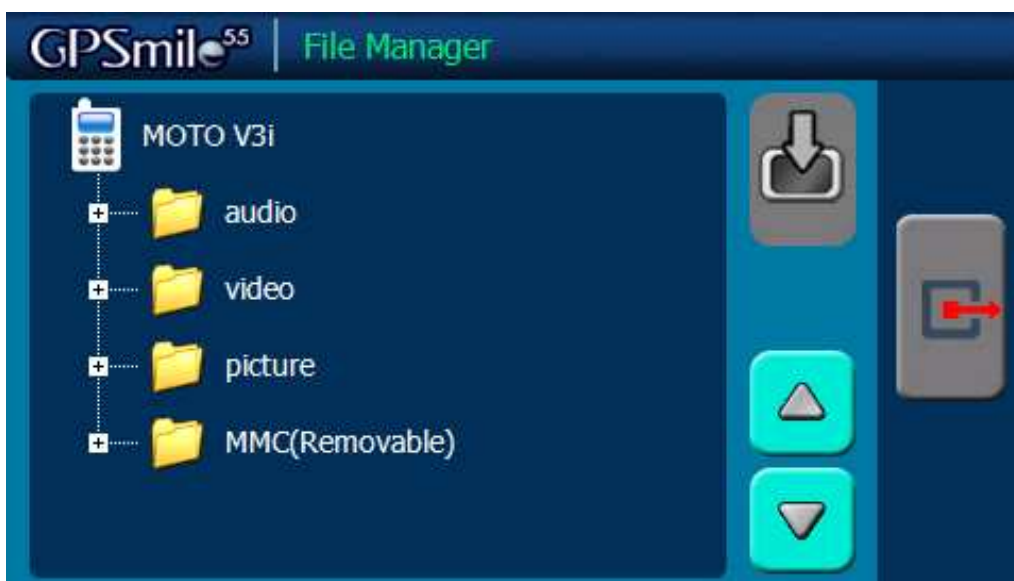 GPSmile55 File Manager
MOTO V3i
audio
video
picture
MMC(Removable)